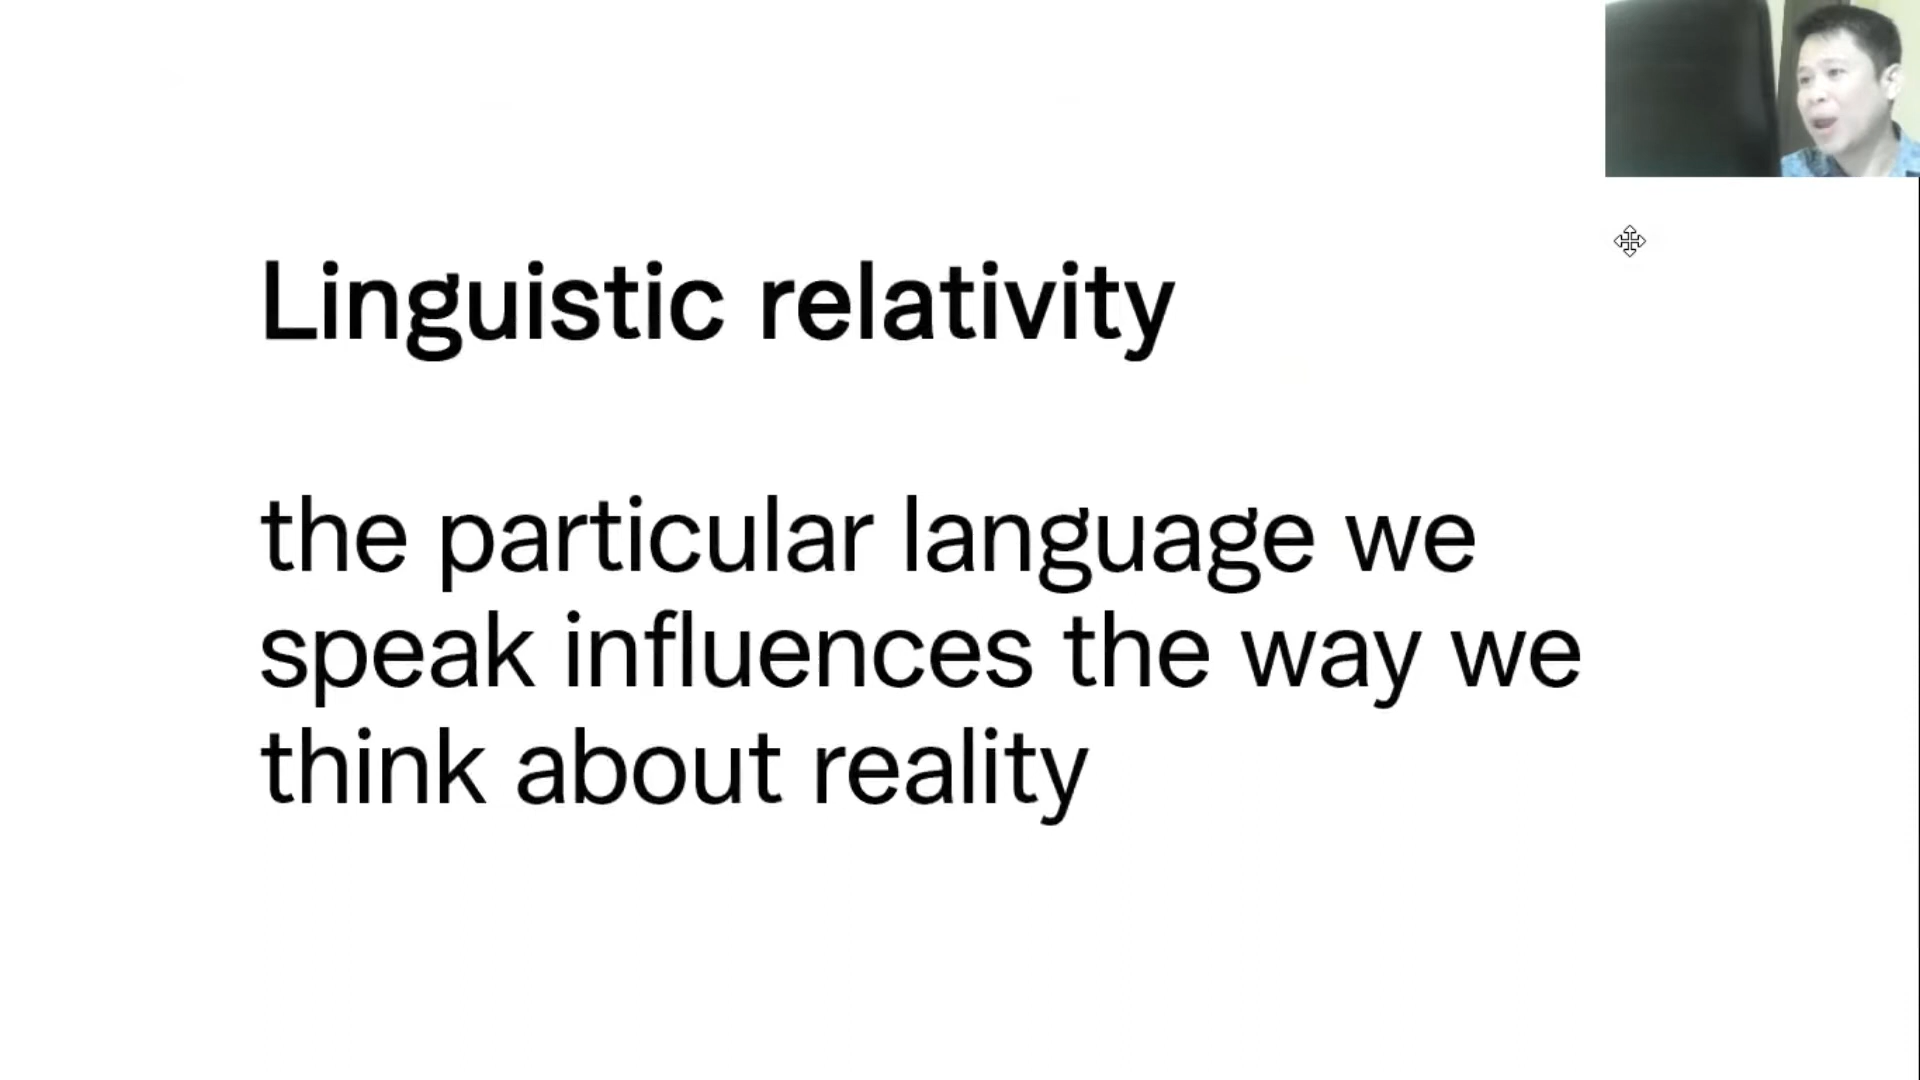 Linguistic relativity
the particular language we
speak influences the way we
think about reality